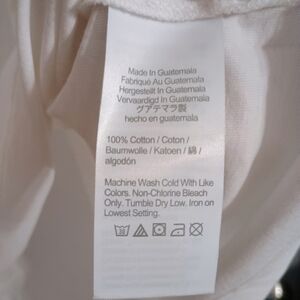 Made In Guatemala
Fabriqué Au Guatemala
Hergestellt In Guatemala
Vervaardigd In Guatemala
グアテマラ製
hecho en guatemala
100% Cotton / Coton /
Baumwolle / Katoen / 綿 /
algodón
Machine Wash Cold With Like
Colors. Non-Chlorine Bleach
Only. Tumble Dry Low. Iron on
Lowest Setting.